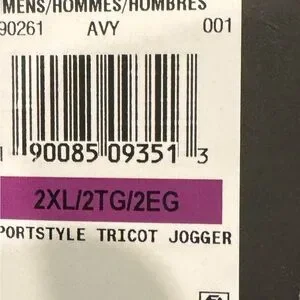 MENS/HOMMES/HOMBRES
90261 AVY 001
1 90085 09351 3
2XL/2TG/2EG
PORTSTYLE TRICOT JOGGER